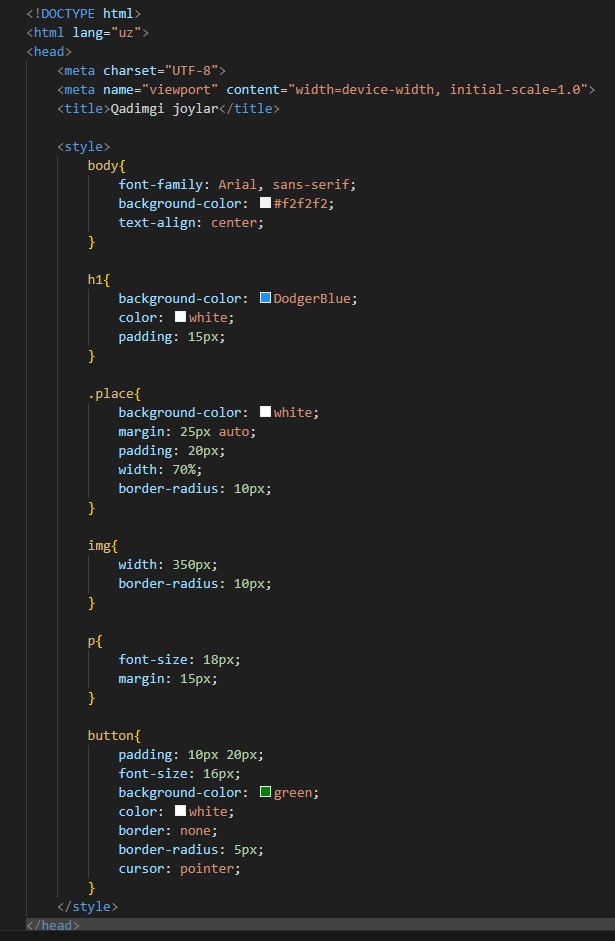 <!DOCTYPE html>
<html lang="uz">
<head>
    <meta charset="UTF-8">
    <meta name="viewport" content="width=device-width, initial-scale=1.0">
    <title>Qadimgi joylar</title>

    <style>
        body{
            font-family: Arial, sans-serif;
            background-color: #f2f2f2;
            text-align: center;
        }

        h1{
            background-color: DodgerBlue;
            color: white;
            padding: 15px;
        }

        .place{
            background-color: white;
            margin: 25px auto;
            padding: 20px;
            width: 70%;
            border-radius: 10px;
        }

        img{
            width: 350px;
            border-radius: 10px;
        }

        p{
            font-size: 18px;
            margin: 15px;
        }

        button{
            padding: 10px 20px;
            font-size: 16px;
            background-color: green;
            color: white;
            border: none;
            border-radius: 5px;
            cursor: pointer;
        }
    </style>
</head>